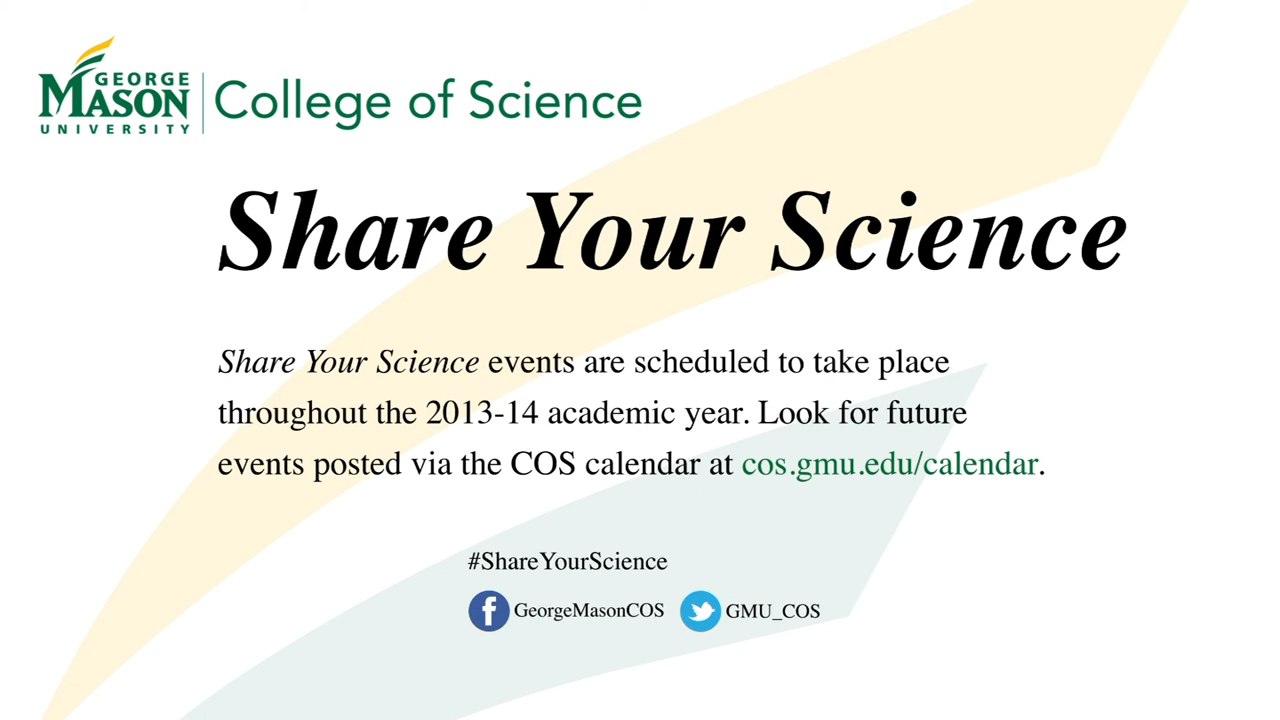 GEORGE
MASON
UNIVERSITY
College of Science
Share Your Science
Share Your Science events are scheduled to take place
throughout the 2013-14 academic year. Look for future
events posted via the COS calendar at cos.gmu.edu/calendar.
#ShareYourScience
GeorgeMasonCOS GMU_COS